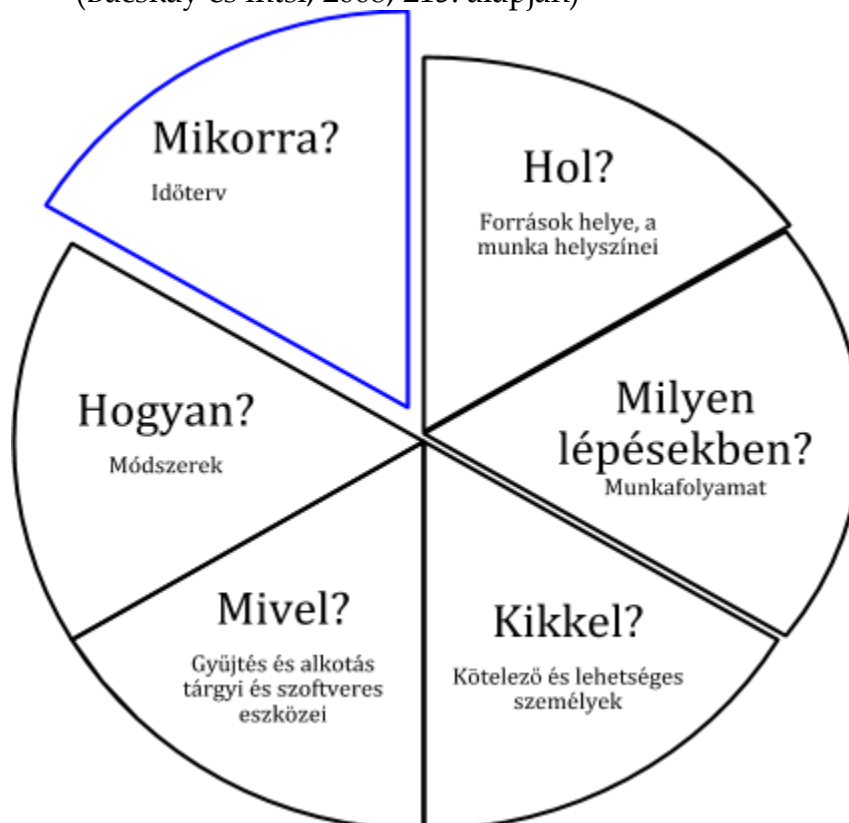 Mikorra?
Időterv
Hol?
Források helye, a
munka helyszínei
Milyen
lépésekben?
Munkafolyamat
Kikkel?
Kötelező és lehetséges
személyek
Mivel?
Gyűjtés és alkotás
tárgyi és szoftveres
eszközei
Hogyan?
Módszerek